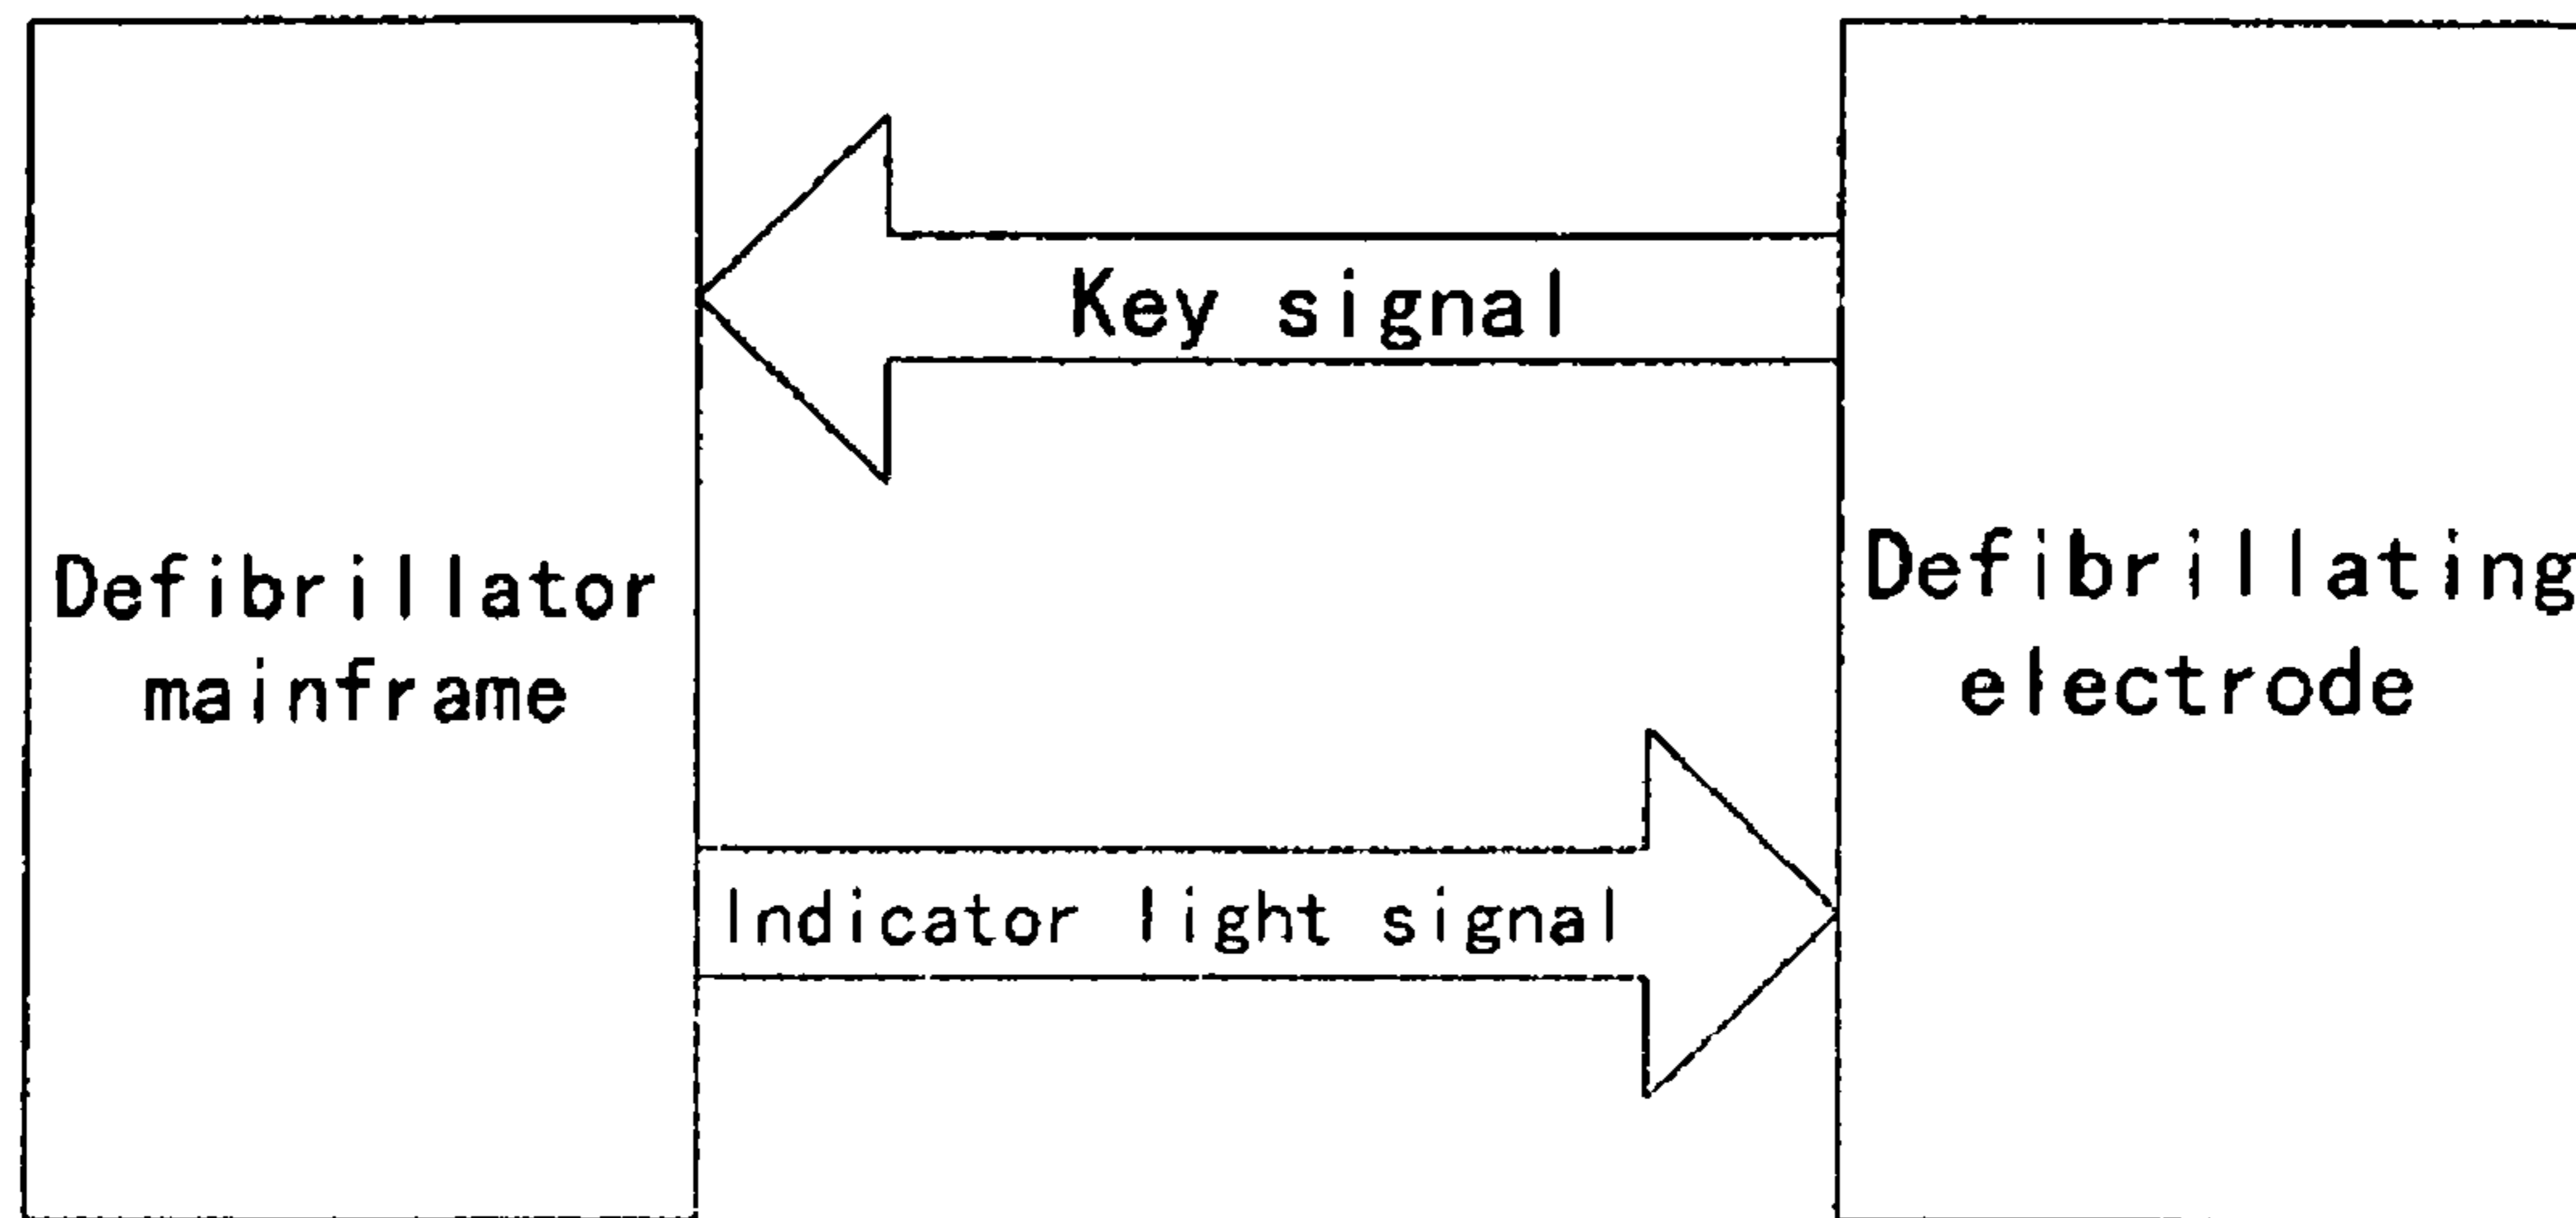 Key signal
Defibrillator
mainframe
Defibrillating
electrode
Indicator light signal